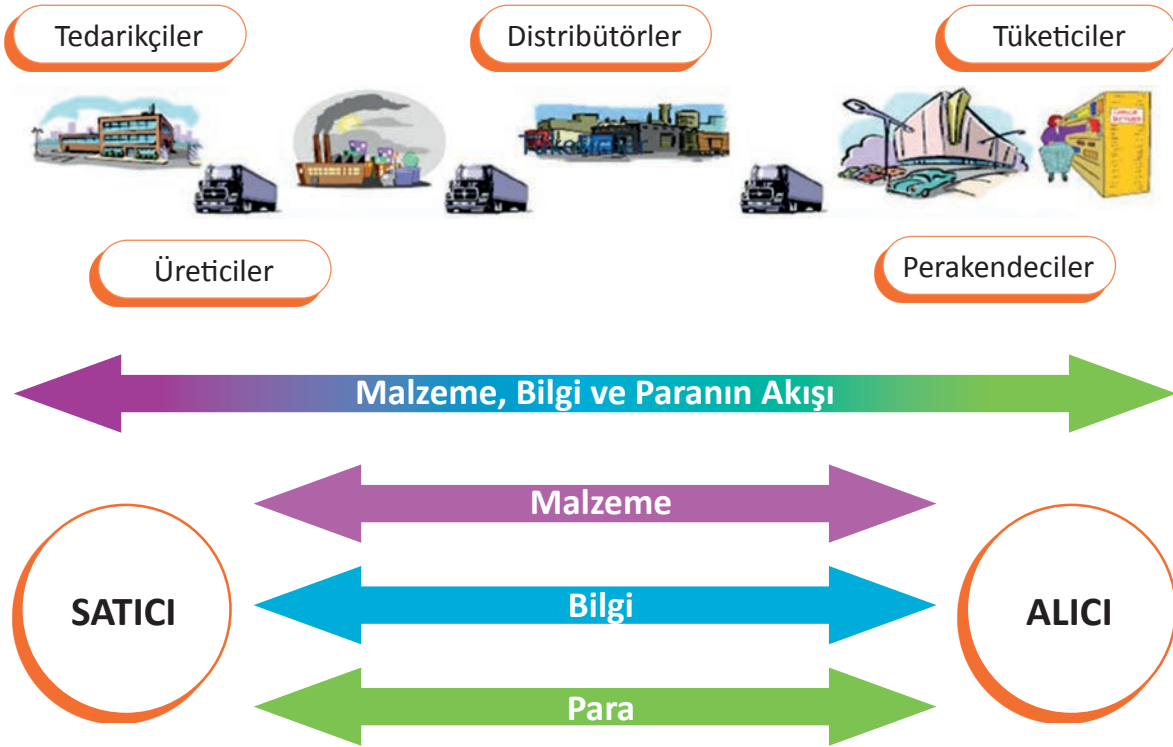 Tedarikçiler
Distribütörler
Tüketiciler
Üreticiler
Perakendeciler
Malzeme, Bilgi ve Paranın Akışı
Malzeme
SATICI
Bilgi
ALICI
Para